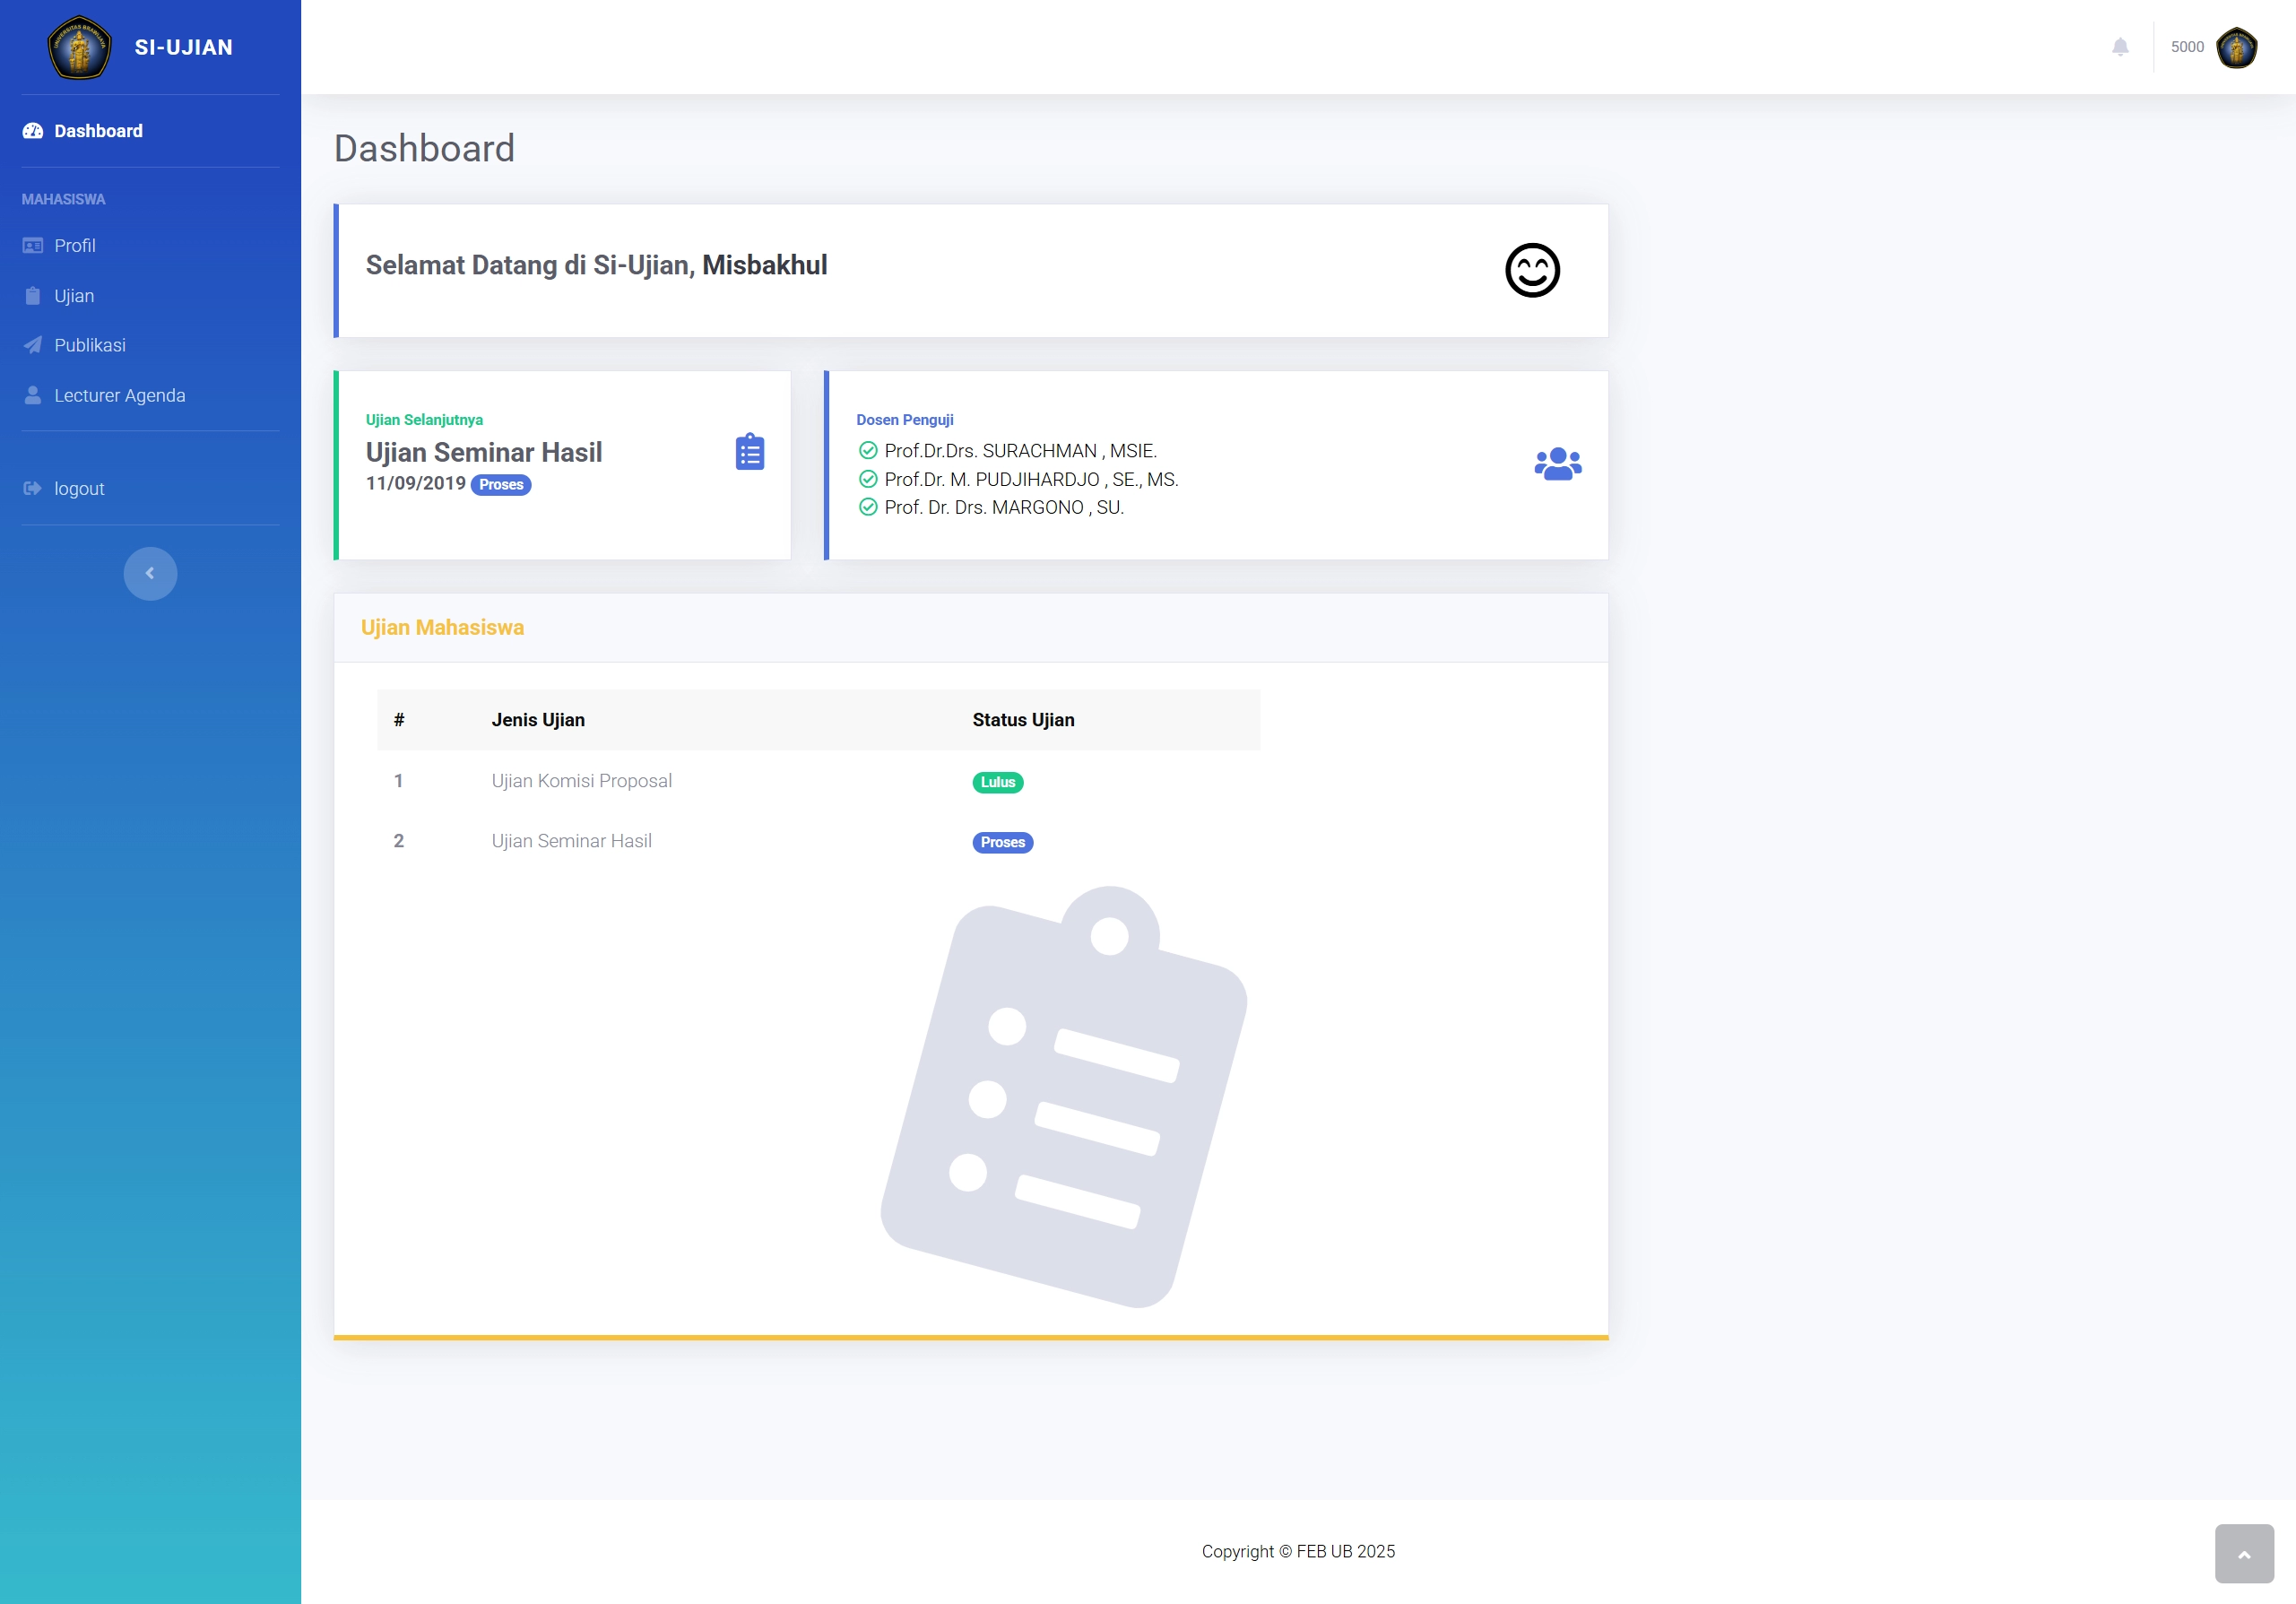 UNIVERSITAS BRAWIJAYA
SI-UJIAN
5000
Dashboard
MAHASISWA
Profil
Ujian
Publikasi
Lecturer Agenda
logout
Dashboard
Selamat Datang di Si-Ujian, Misbakhul
Ujian Selanjutnya
Ujian Seminar Hasil
11/09/2019 Proses
Dosen Penguji
Prof.Dr.Drs. SURACHMAN , MSIE.
Prof.Dr. M. PUDJIHARDJO , SE., MS.
Prof. Dr. Drs. MARGONO , SU.
Ujian Mahasiswa
# Jenis Ujian Status Ujian
1 Ujian Komisi Proposal Lulus
2 Ujian Seminar Hasil Proses
Copyright © FEB UB 2025